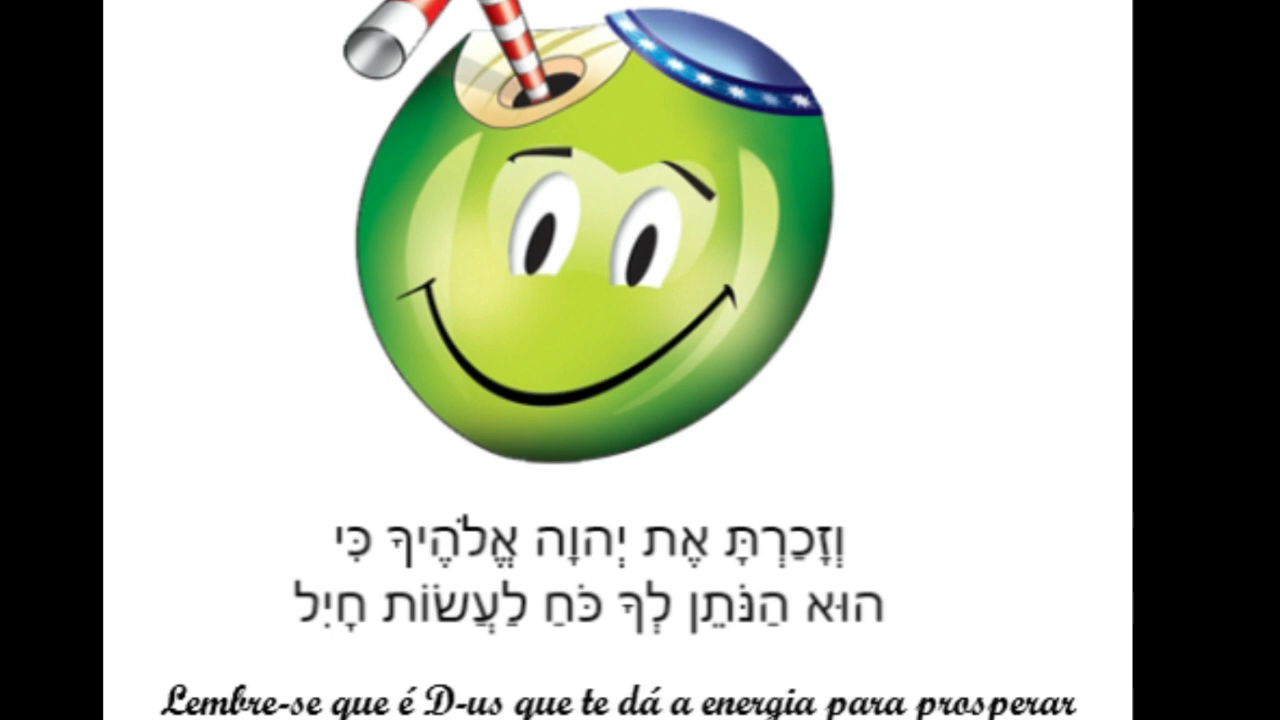 וְזָכַרְתָּ אֶת יְהוָה אֱלֹהֶיךָ כִּי
הוּא הַנֹּתֵן לְךָ כֹּחַ לַעֲשׂוֹת חָיִל
Lembre-se que é D-us que te dá a energia para prosperar